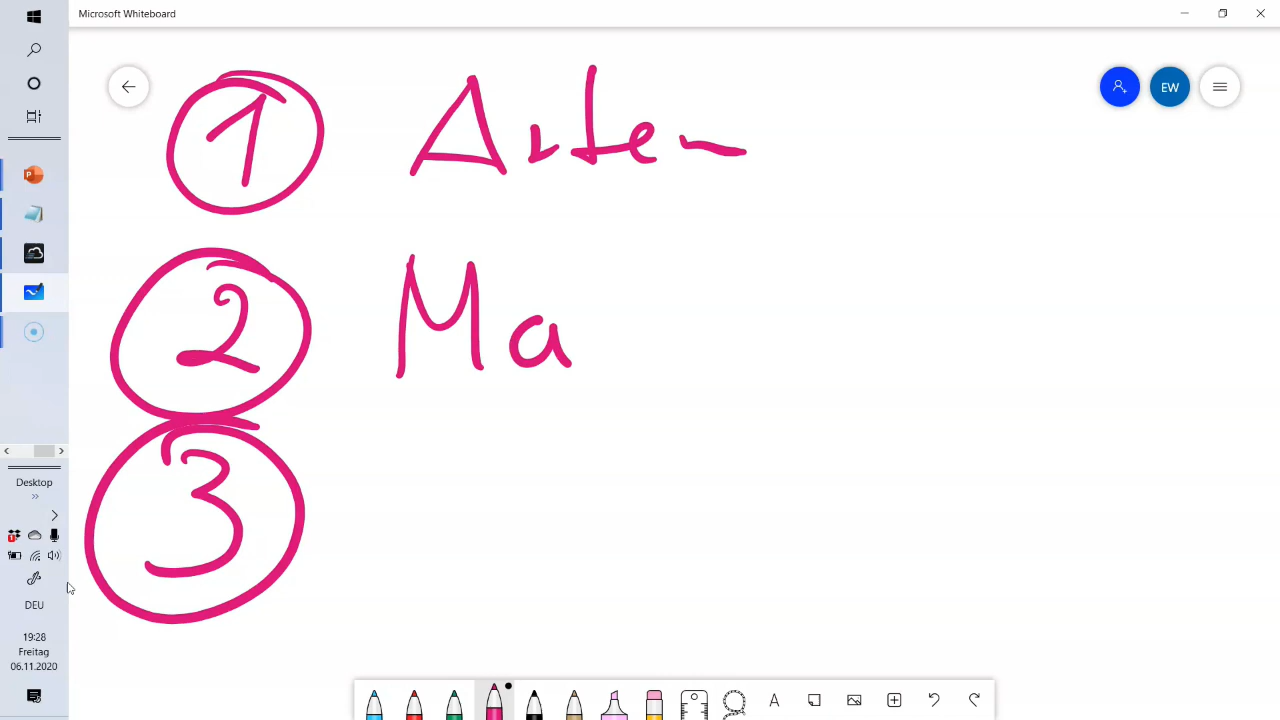 Microsoft Whiteboard
EW
1 Arten
2 Ma
3
Desktop
DEU
19:28
Freitag
06.11.2020
A